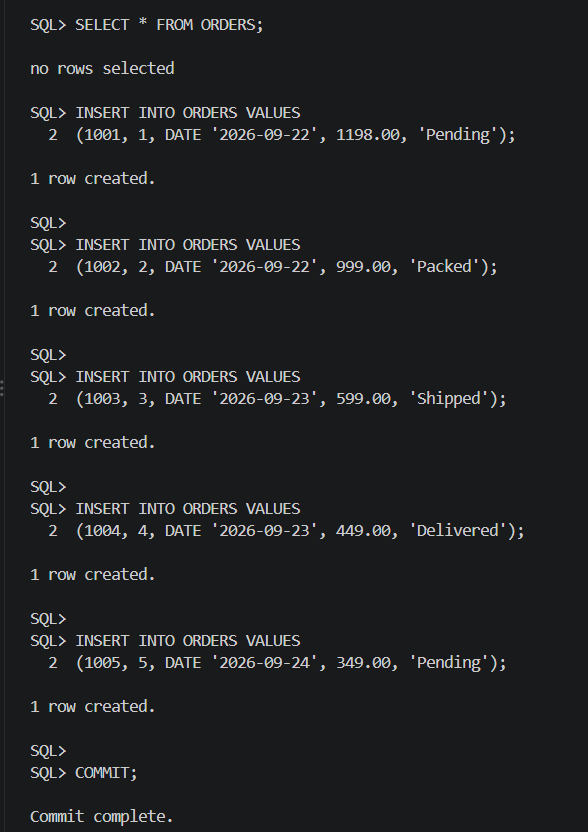 SQL> SELECT * FROM ORDERS;
no rows selected
SQL> INSERT INTO ORDERS VALUES
  2  (1001, 1, DATE '2026-09-22', 1198.00, 'Pending');
1 row created.
SQL>
SQL> INSERT INTO ORDERS VALUES
  2  (1002, 2, DATE '2026-09-22', 999.00, 'Packed');
1 row created.
SQL>
SQL> INSERT INTO ORDERS VALUES
  2  (1003, 3, DATE '2026-09-23', 599.00, 'Shipped');
1 row created.
SQL>
SQL> INSERT INTO ORDERS VALUES
  2  (1004, 4, DATE '2026-09-23', 449.00, 'Delivered');
1 row created.
SQL>
SQL> INSERT INTO ORDERS VALUES
  2  (1005, 5, DATE '2026-09-24', 349.00, 'Pending');
1 row created.
SQL>
SQL> COMMIT;
Commit complete.